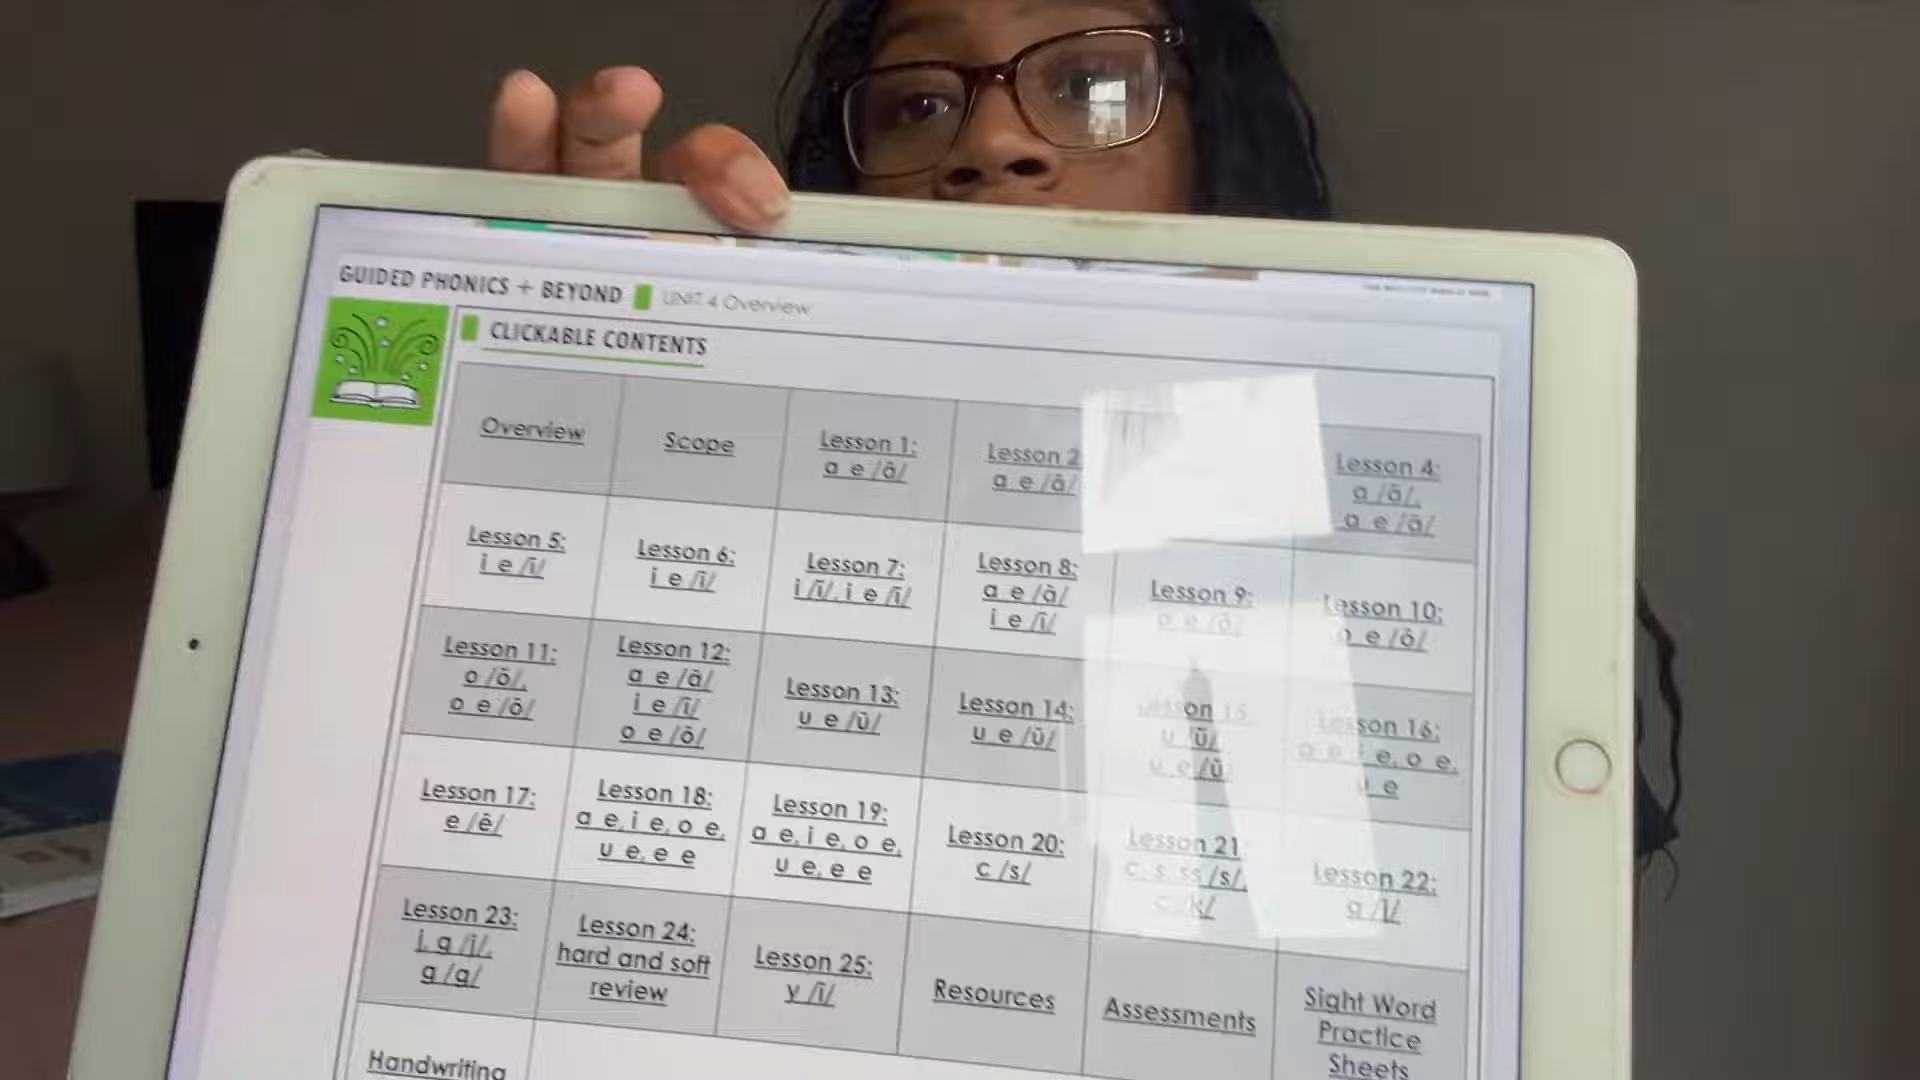 GUIDED PHONICS + BEYOND UNIT 4 Overview
CLICKABLE CONTENTS
Overview
Scope
Lesson 1:
a_e /ā/
Lesson 2
a_e /ā/
Lesson 4:
a /ā/,
a_e /ā/
Lesson 5:
i_e /ī/
Lesson 6:
i_e /ī/
Lesson 7:
i /ī/, i_e /ī/
Lesson 8:
a_e /ā/
i_e /ī/
Lesson 9:
o_e /ō/
Lesson 10:
o_e /ō/
Lesson 11:
o /ō/,
o_e /ō/
Lesson 12:
a_e /ā/
i_e /ī/
o_e /ō/
Lesson 13:
u_e /ū/
Lesson 14:
u_e /ū/
Lesson 15
u /ū/
u_e /ū/
Lesson 16:
a_e, i_e, o_e,
u_e
Lesson 17:
e /ē/
Lesson 18:
a_e, i_e, o_e,
u_e, e_e
Lesson 19:
a_e, i_e, o_e,
u_e, e_e
Lesson 20:
c /s/
Lesson 21
c, s, ss /s/,
c /k/
Lesson 22:
g /j/
Lesson 23:
j, g /j/,
g /g/
Lesson 24:
hard and soft
review
Lesson 25:
y /ī/
Resources
Assessments
Sight Word
Practice
Sheets
Handwriting